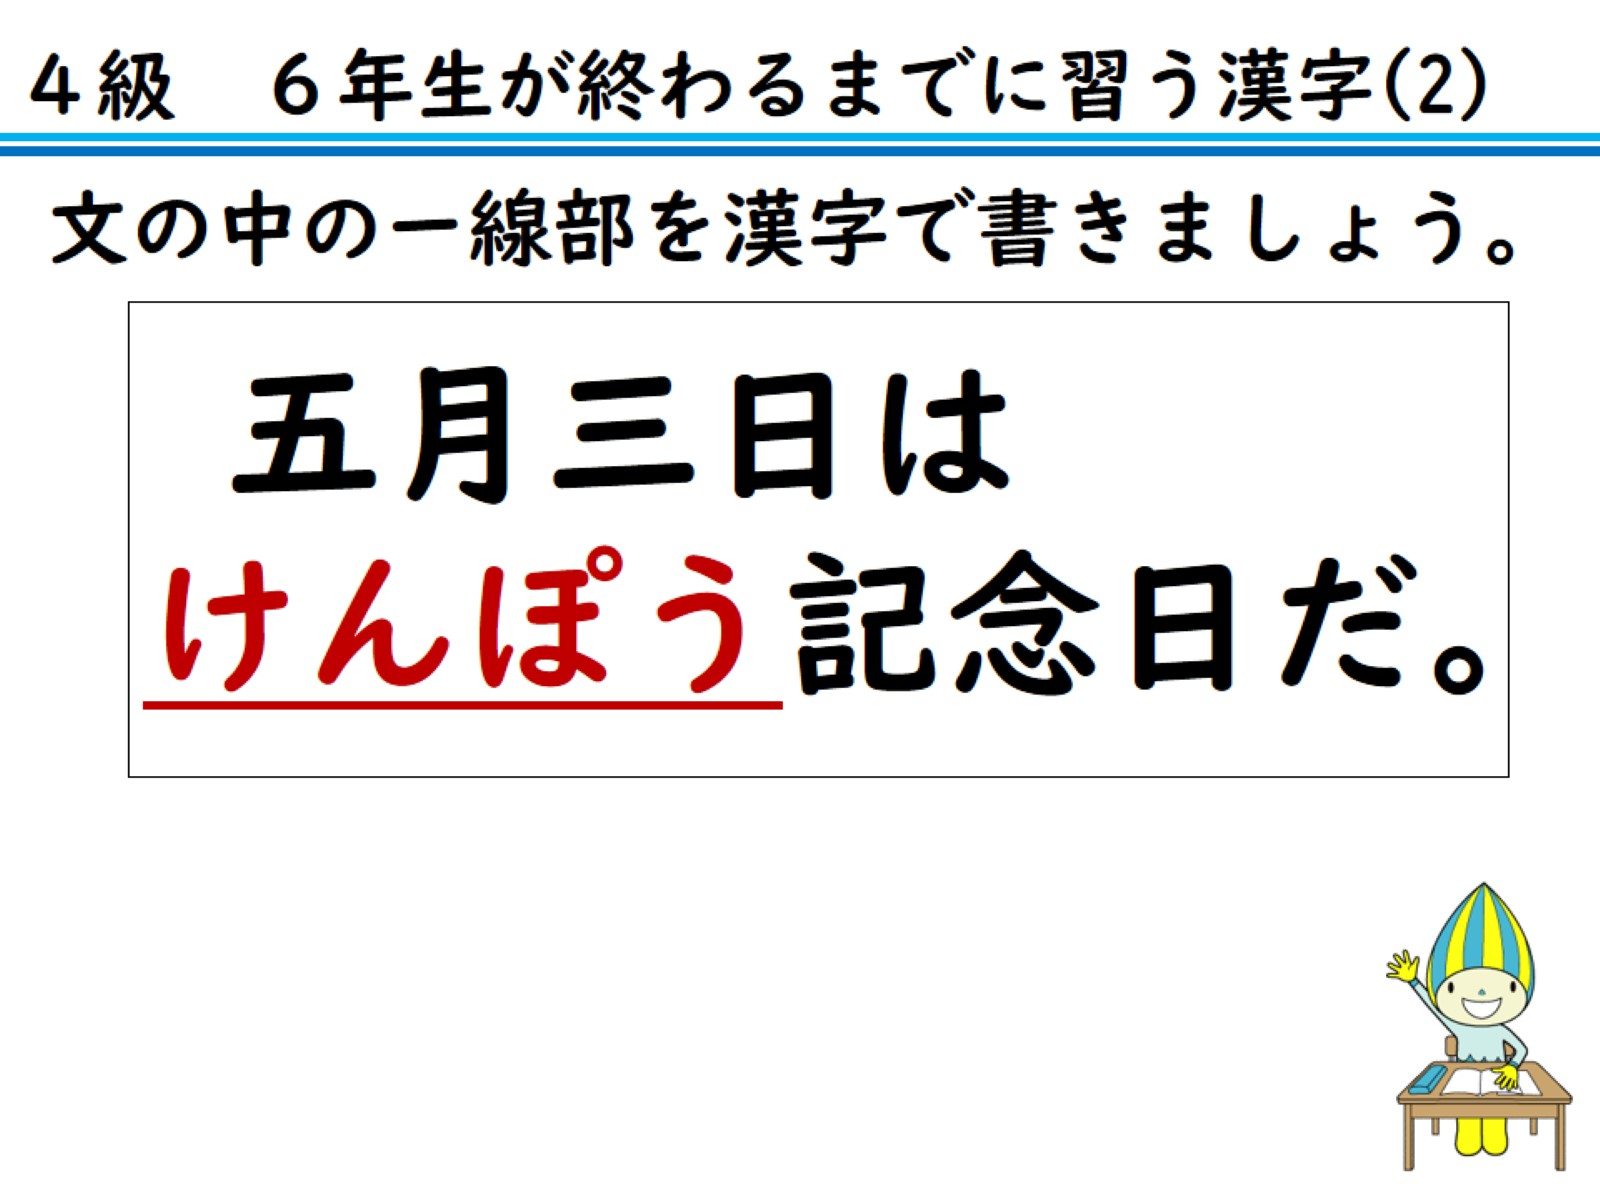 ４級　６年生が終わるまでに習う漢字(2)
文の中の―線部を漢字で書きましょう。
五月三日は
けんぽう記念日だ。